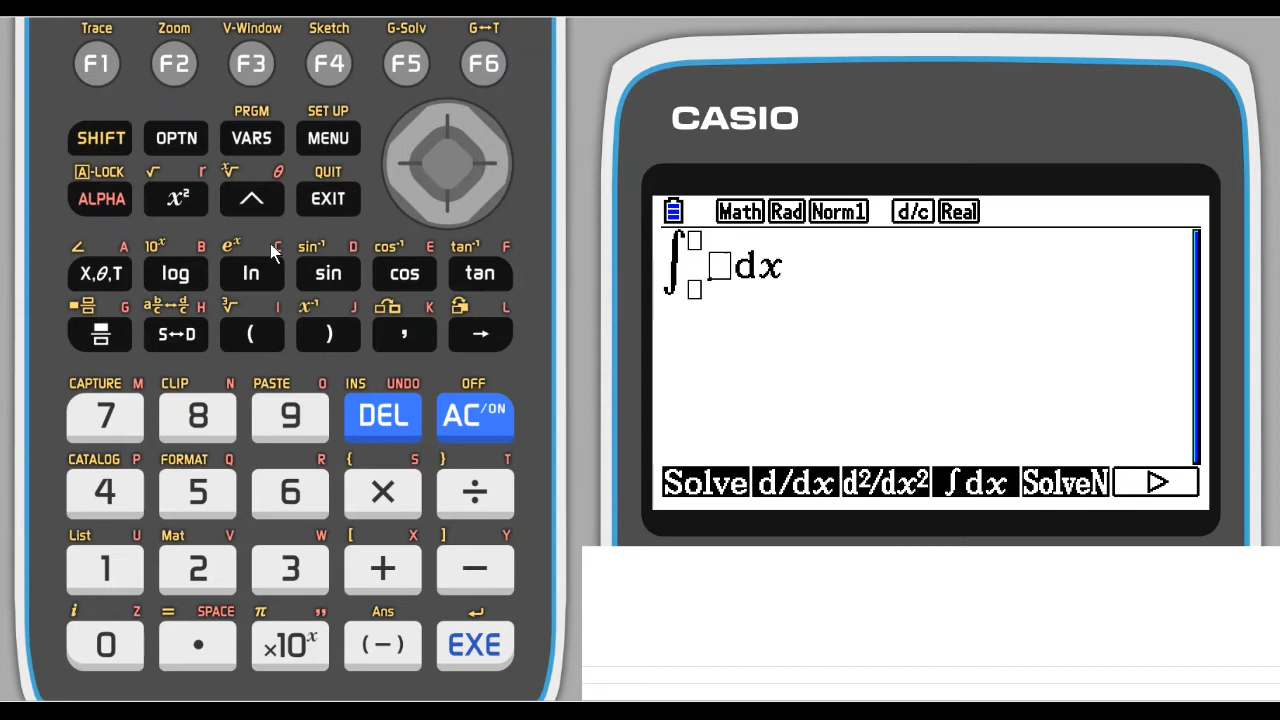 Trace Zoom V-Window Sketch G-Solv G↔T
F1 F2 F3 F4 F5 F6
PRGM SET UP
SHIFT OPTN VARS MENU
A-LOCK √ r ˣ√ θ QUIT
ALPHA x² ^ EXIT
∠ A 10ˣ B eˣ C sin⁻¹ D cos⁻¹ E tan⁻¹ F
X,θ,T log ln sin cos tan
G a b/c↔d/c H ³√ I x⁻¹ J K L
S↔D ( ) , →
CAPTURE M CLIP N PASTE O INS UNDO OFF
7 8 9 DEL AC/ON
CATALOG P FORMAT Q R { S } T
4 5 6 × ÷
List U Mat V W [ X ] Y
1 2 3 + −
i Z = SPACE π " Ans ↵
0 • ×10ˣ (−) EXE
CASIO
Math Rad Norm1 d/c Real
∫□□ □dx
Solve d/dx d²/dx² ∫dx SolveN ▷